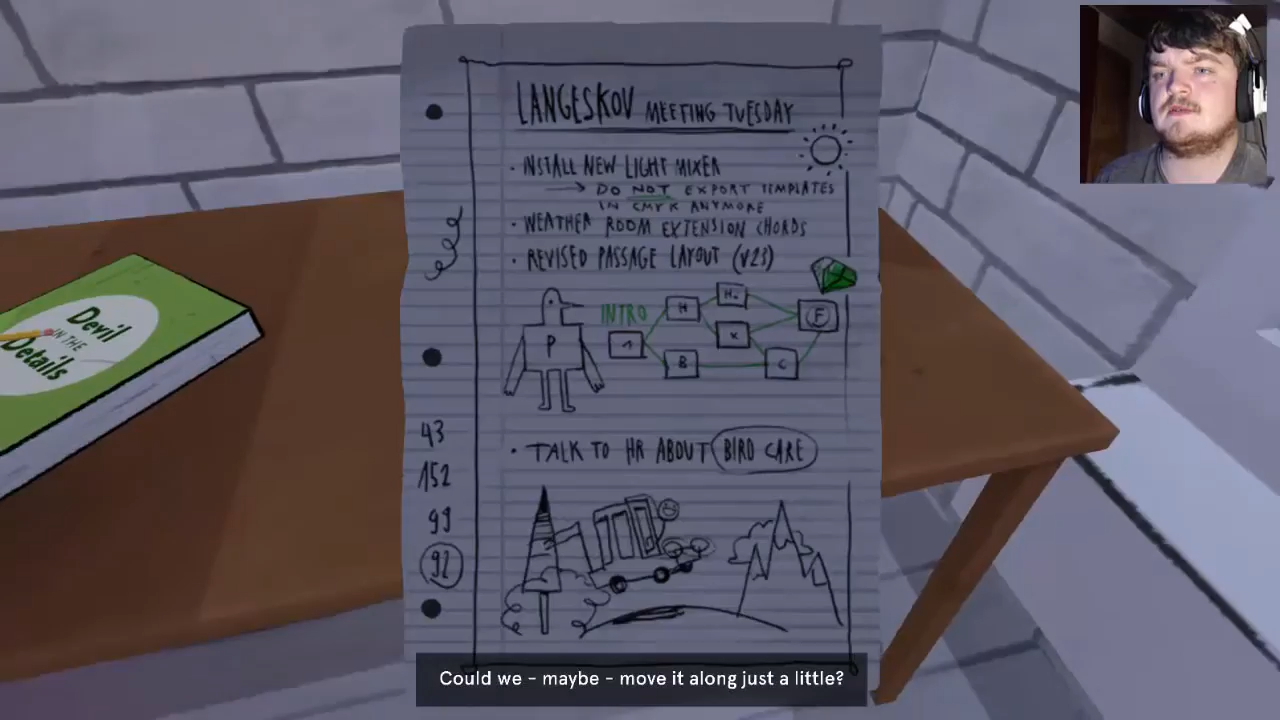 LANGESKOV MEETING TUESDAY
· INSTALL NEW LIGHT MIXER
→ DO NOT EXPORT TEMPLATES
IN CMYK ANYMORE
· WEATHER ROOM EXTENSION CHORDS
· REVISED PASSAGE LAYOUT (V23)
INTRO
1
H
H2
X
B
C
F
P
· TALK TO HR ABOUT BIRD CARE
43
152
99
92
Devil
IN THE
Details
Could we - maybe - move it along just a little?